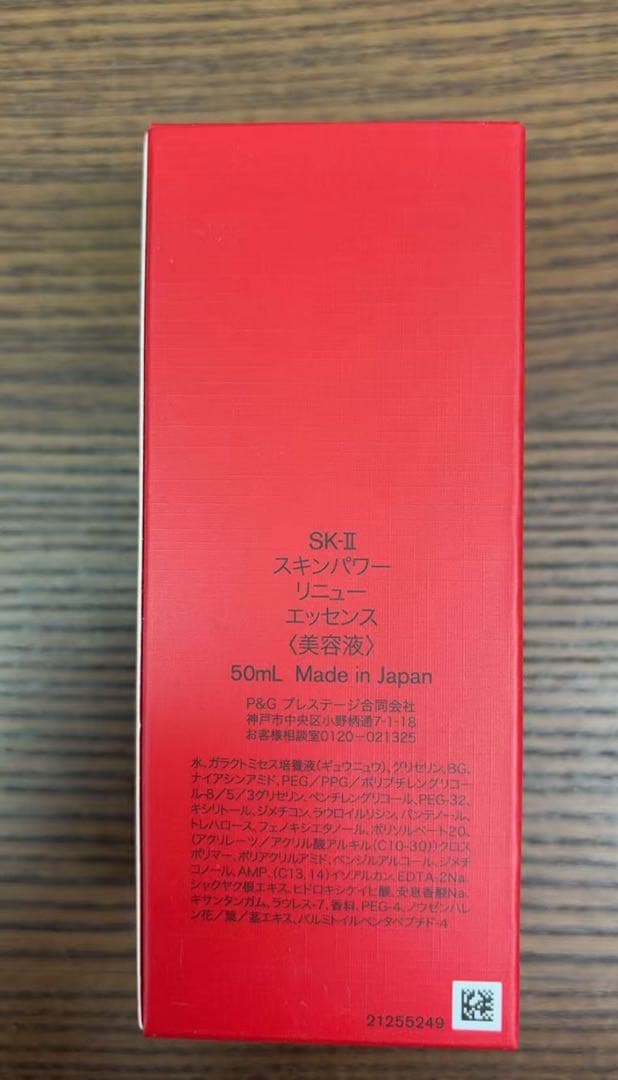 SK-II
スキンパワー
リニュー
エッセンス
〈美容液〉
50mL Made in Japan
P&G プレステージ合同会社
神戸市中央区小野柄通7-1-18
お客様相談室0120-021325
水、ガラクトミセス培養液(ギュウニュウ)、グリセリン、BG、
ナイアシンアミド、PEG/PPG/ポリブチレングリコー
ル-8/5/3グリセリン、ペンチレングリコール、PEG-32、
キシリトール、ジメチコン、ラウロイルリシン、パンテノール、
トレハロース、フェノキシエタノール、ポリソルベート20、
(アクリレーツ/アクリル酸アルキル(C10-30))クロス
ポリマー、ポリアクリルアミド、ベンジルアルコール、ジメチ
コノール、AMP、(C13,14)イソアルカン、EDTA-2Na、
シャクヤク根エキス、ヒドロキシケイヒ酸、安息香酸Na、
キサンタンガム、ラウレス-7、香料、PEG-4、ノウゼンハレ
ン花/葉/茎エキス、パルミトイルペンタペプチド-4
21255249